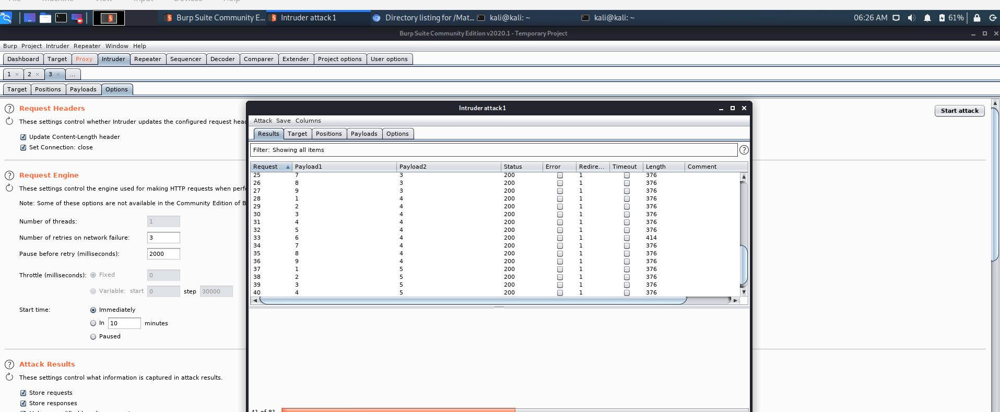 File Machine View Input Devices Help
Burp Suite Community E... Intruder attack 1 Directory listing for /Mat... kali@kali: ~ kali@kali: ~ 06:26 AM 61%
Burp Suite Community Edition v2020.1 - Temporary Project
Burp Project Intruder Repeater Window Help
Dashboard Target Proxy Intruder Repeater Sequencer Decoder Comparer Extender Project options User options
1 × 2 × 3 × ...
Target Positions Payloads Options
Request Headers
These settings control whether Intruder updates the configured request head
Update Content-Length header
Set Connection: close
Request Engine
These settings control the engine used for making HTTP requests when perf
Note: Some of these options are not available in the Community Edition of B
Number of threads: 1
Number of retries on network failure: 3
Pause before retry (milliseconds): 2000
Throttle (milliseconds): Fixed 0
Variable: start 0 step 30000
Start time: Immediately
In 10 minutes
Paused
Attack Results
These settings control what information is captured in attack results.
Store requests
Store responses
Start attack
Intruder attack 1
Attack Save Columns
Results Target Positions Payloads Options
Filter: Showing all items
Request Payload1 Payload2 Status Error Redire... Timeout Length Comment
25 7 3 200 1 376
26 8 3 200 1 376
27 9 3 200 1 376
28 1 4 200 1 376
29 2 4 200 1 376
30 3 4 200 1 376
31 4 4 200 1 376
32 5 4 200 1 376
33 6 4 200 1 414
34 7 4 200 1 376
35 8 4 200 1 376
36 9 4 200 1 376
37 1 5 200 1 376
38 2 5 200 1 376
39 3 5 200 1 376
40 4 5 200 1 376
41 of 81